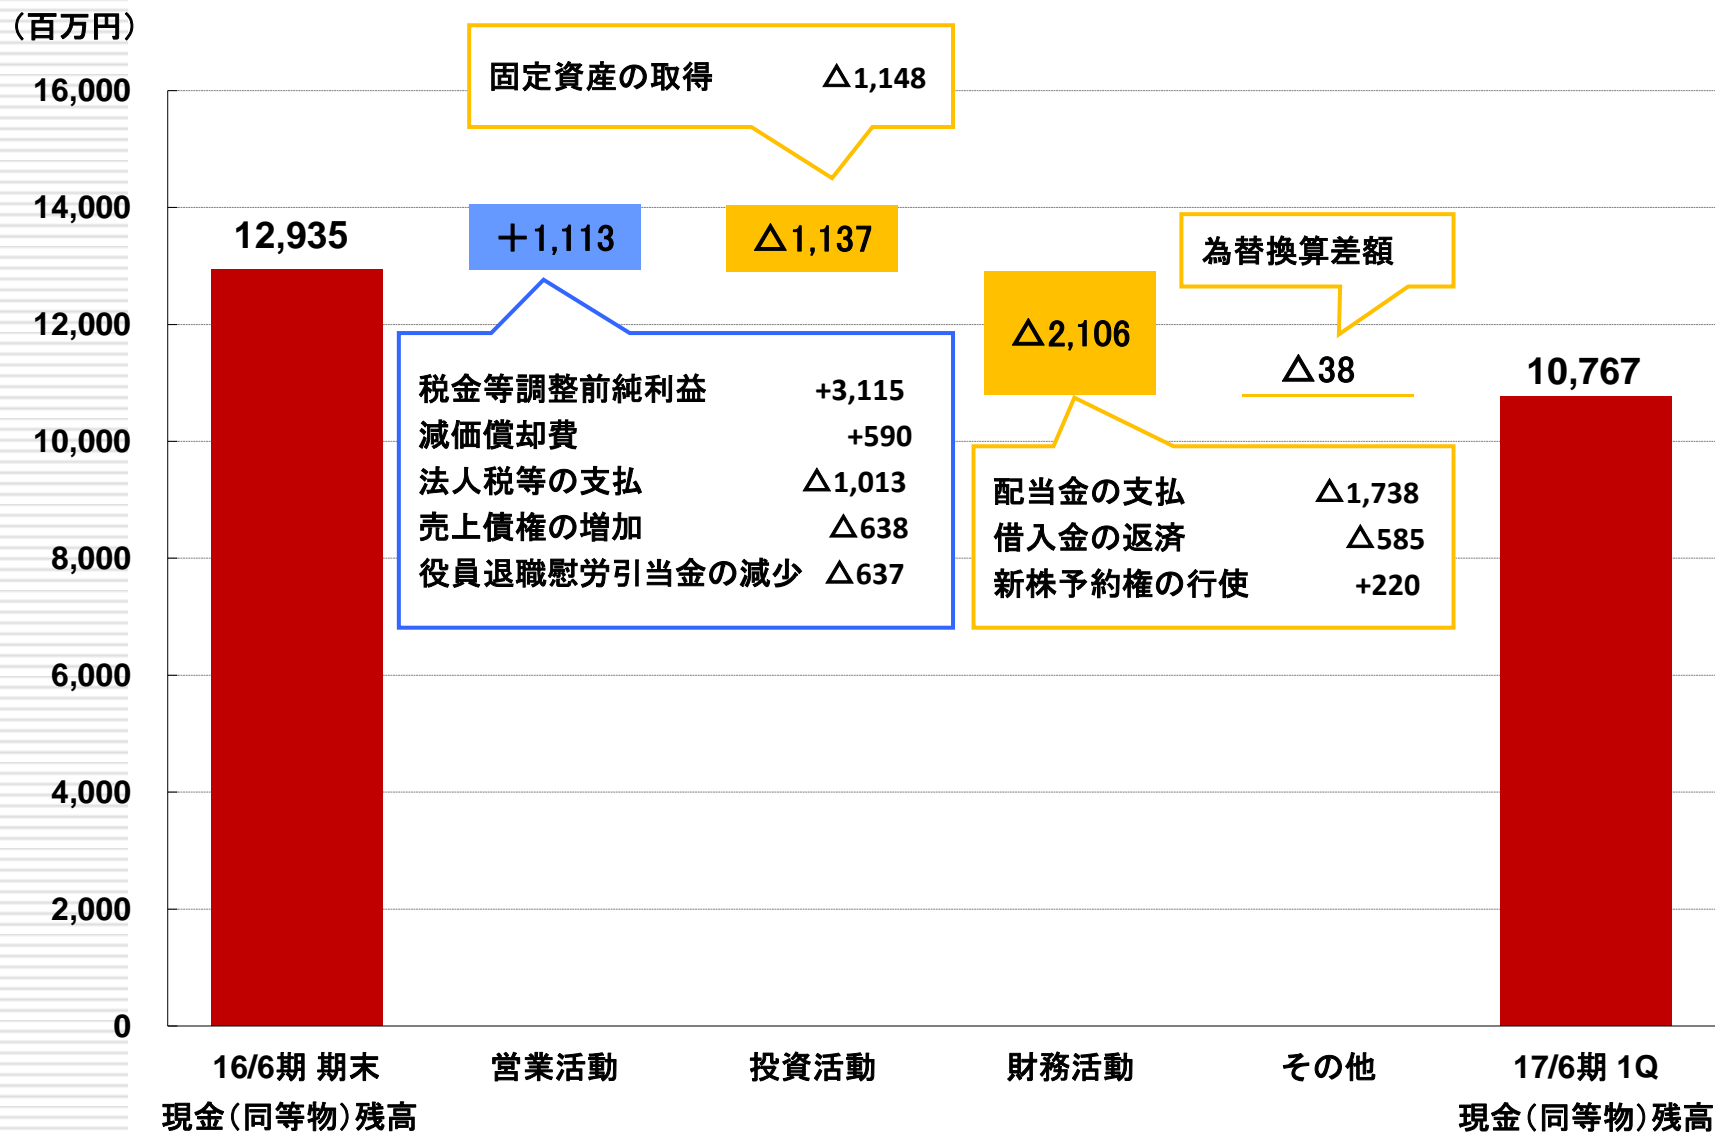 （百万円）
固定資産の取得 △1,148
16,000
14,000
12,000
10,000
8,000
6,000
4,000
2,000
0
12,935
＋1,113
△1,137
為替換算差額
△2,106
△38
10,767
税金等調整前純利益 +3,115
減価償却費 +590
法人税等の支払 △1,013
売上債権の増加 △638
役員退職慰労引当金の減少 △637
配当金の支払 △1,738
借入金の返済 △585
新株予約権の行使 +220
16/6期 期末
現金（同等物）残高
営業活動
投資活動
財務活動
その他
17/6期 1Q
現金（同等物）残高